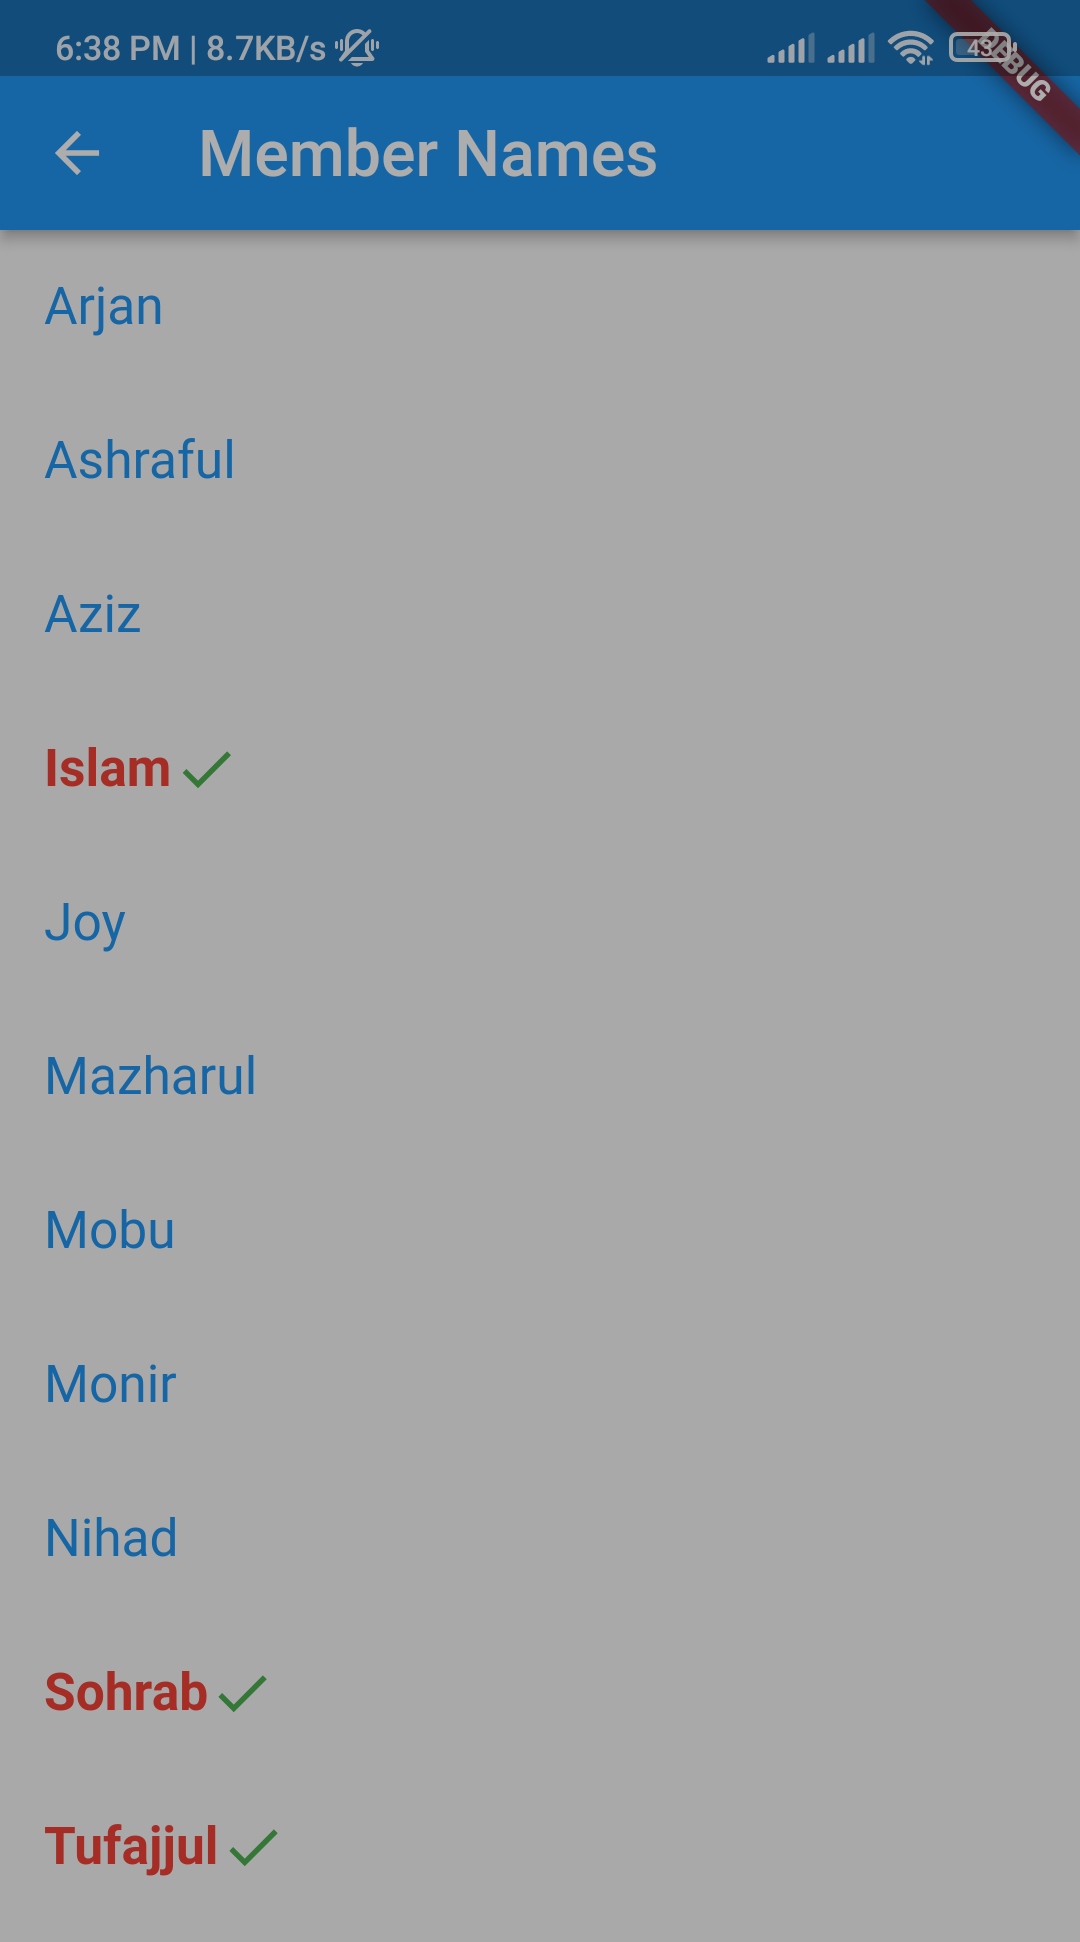 6:38 PM | 8.7KB/s
43
DEBUG
Member Names
Arjan
Ashraful
Aziz
Islam
Joy
Mazharul
Mobu
Monir
Nihad
Sohrab
Tufajjul